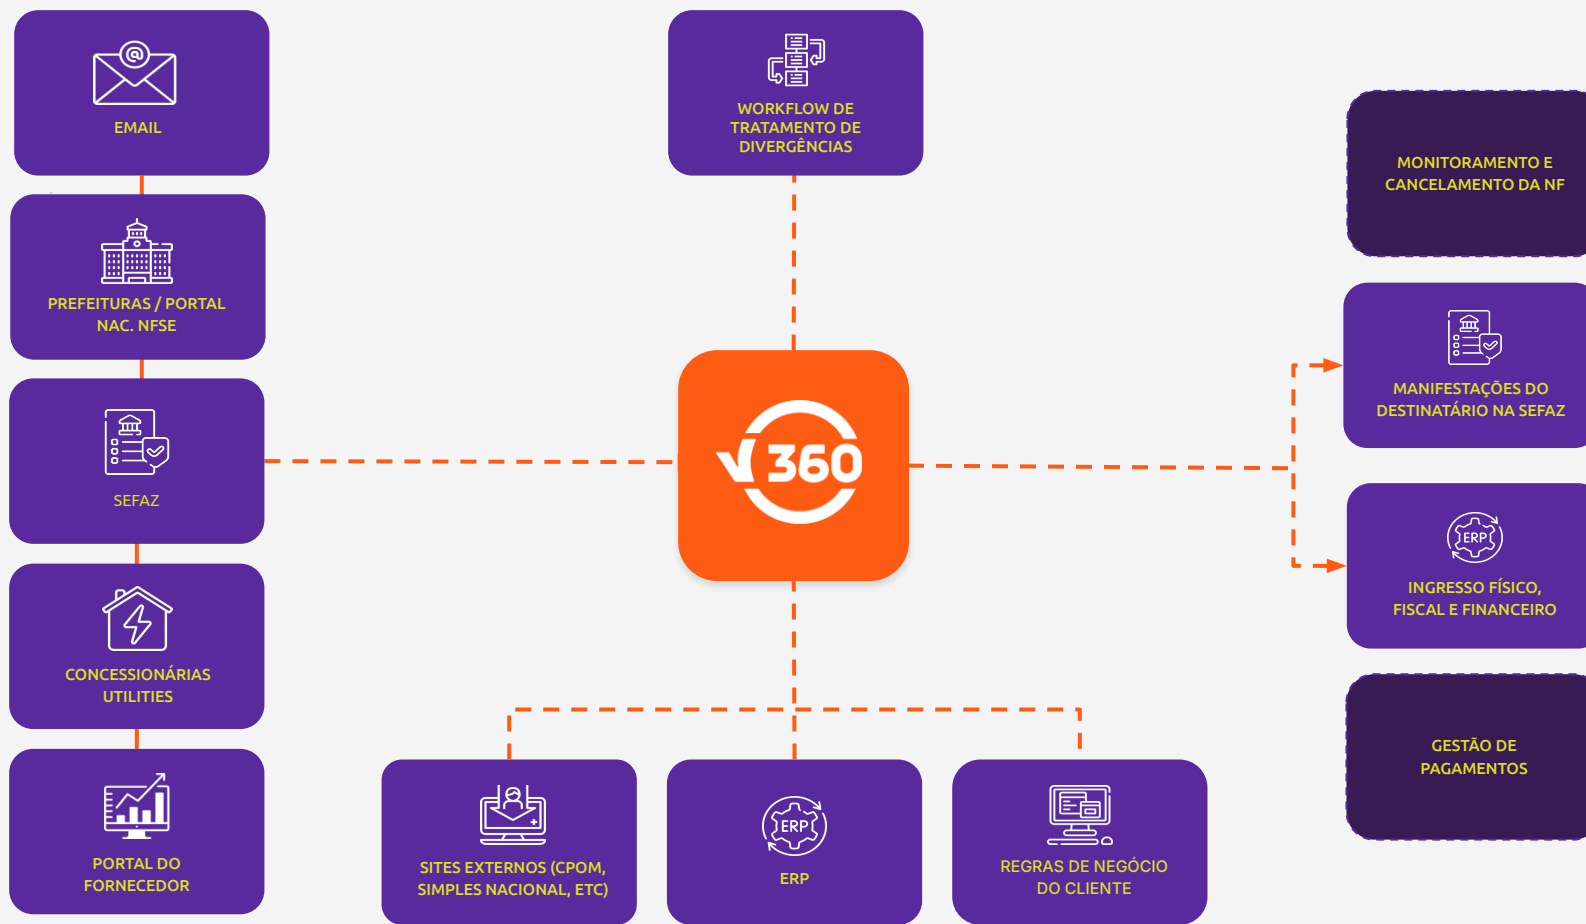 EMAIL
PREFEITURAS / PORTAL
NAC. NFSE
SEFAZ
CONCESSIONÁRIAS
UTILITIES
PORTAL DO
FORNECEDOR
WORKFLOW DE
TRATAMENTO DE
DIVERGÊNCIAS
V360
SITES EXTERNOS (CPOM,
SIMPLES NACIONAL, ETC)
ERP
ERP
REGRAS DE NEGÓCIO
DO CLIENTE
MONITORAMENTO E
CANCELAMENTO DA NF
MANIFESTAÇÕES DO
DESTINATÁRIO NA SEFAZ
ERP
INGRESSO FÍSICO,
FISCAL E FINANCEIRO
GESTÃO DE
PAGAMENTOS